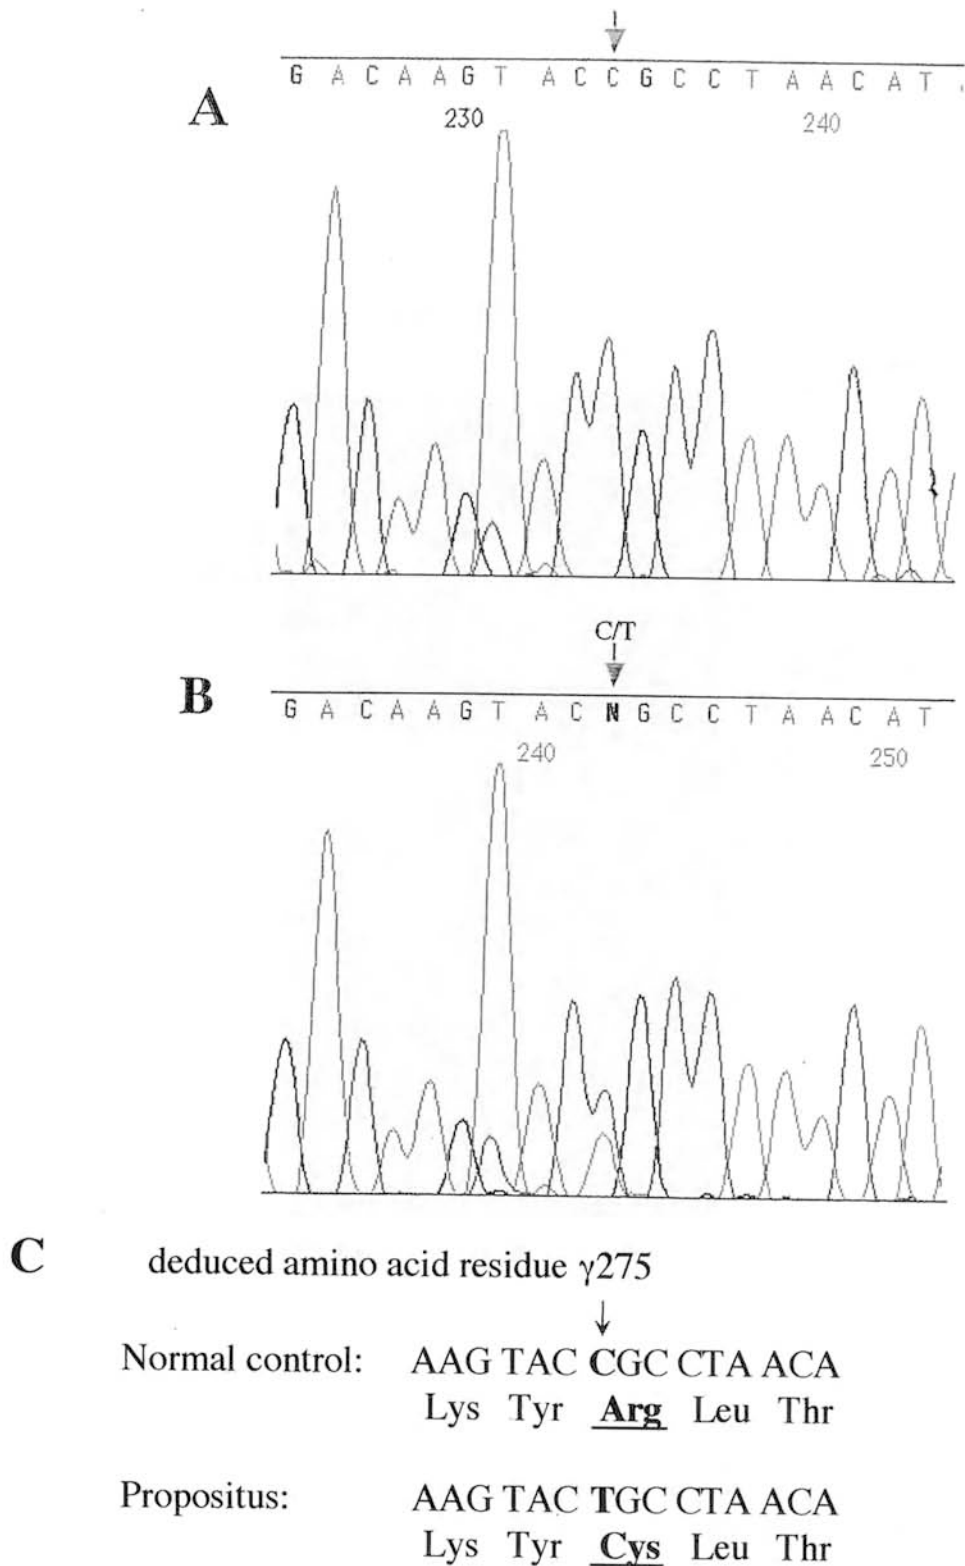 A
G A C A A G T A C C G C C T A A C A T
230 240
C/T
B
G A C A A G T A C N G C C T A A C A T
240 250
C
deduced amino acid residue γ275
Normal control: AAG TAC CGC CTA ACA
Lys Tyr Arg Leu Thr
Propositus: AAG TAC TGC CTA ACA
Lys Tyr Cys Leu Thr